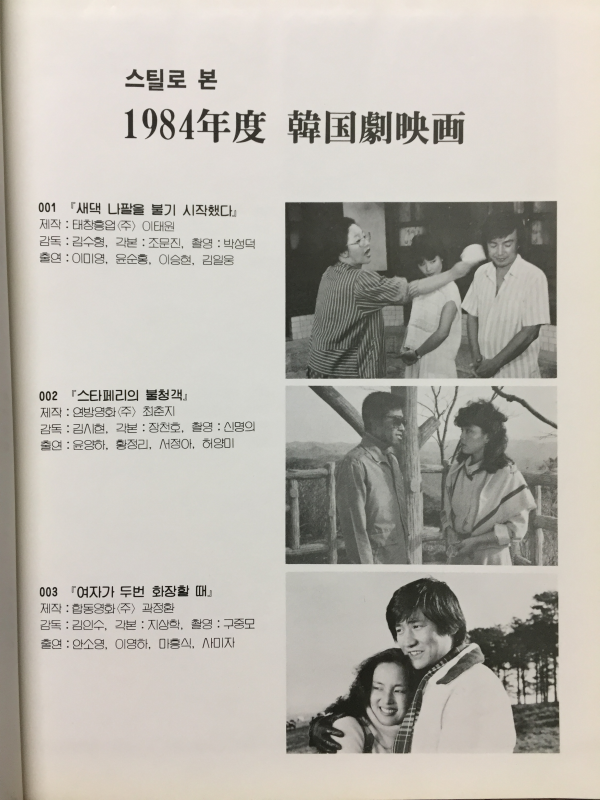 스틸로 본
1984年度 韓国劇映画
001 『새댁 나팔을 불기 시작했다』
제작 : 태창흥업〈주〉 이태원
감독 : 김수형, 각본 : 조문진, 촬영 : 박성덕
출연 : 이미영, 윤순홍, 이승현, 김일웅
002 『스타페리의 불청객』
제작 : 연방영화〈주〉 최춘지
감독 : 김시현, 각본 : 장천호, 촬영 : 신명의
출연 : 윤양하, 황정리, 서정아, 허양미
003 『여자가 두번 화장할 때』
제작 : 합동영화〈주〉 곽정환
감독 : 김인수, 각본 : 지상학, 촬영 : 구중모
출연 : 안소영, 이영하, 마흥식, 사미자